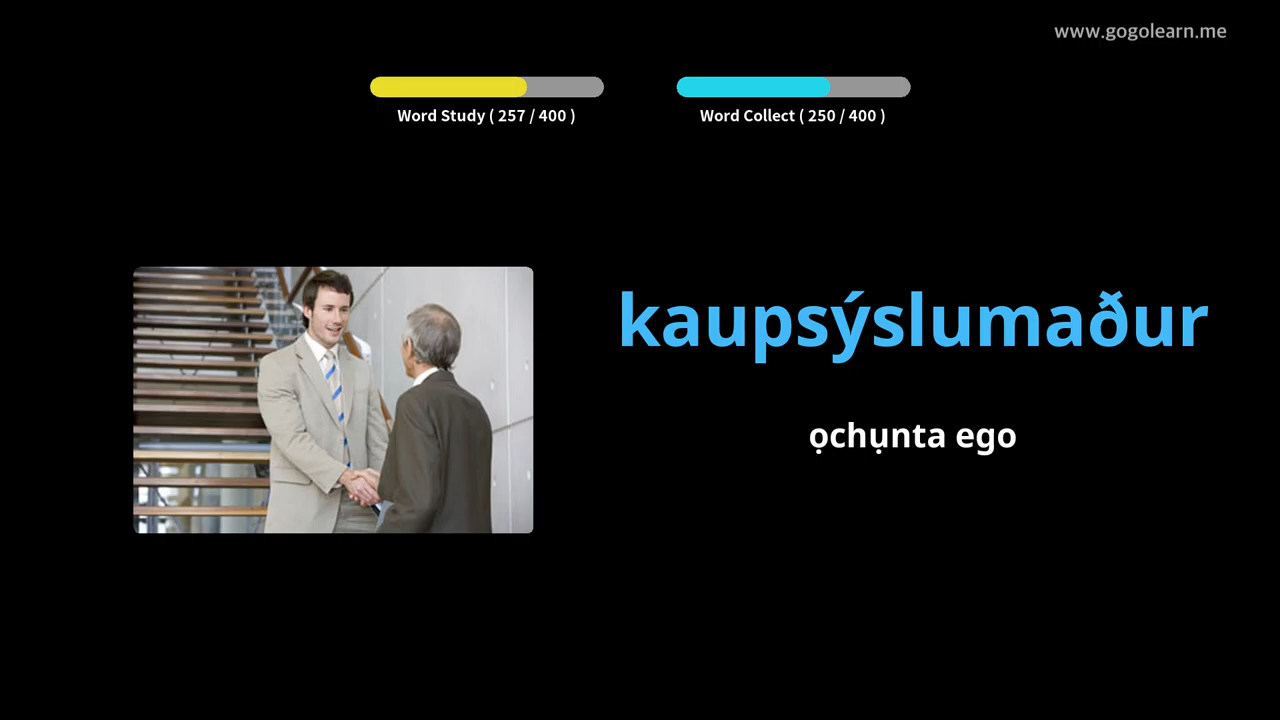 www.gogolearn.me
Word Study ( 257 / 400 )
Word Collect ( 250 / 400 )
kaupsýslumaður
ọchụnta ego